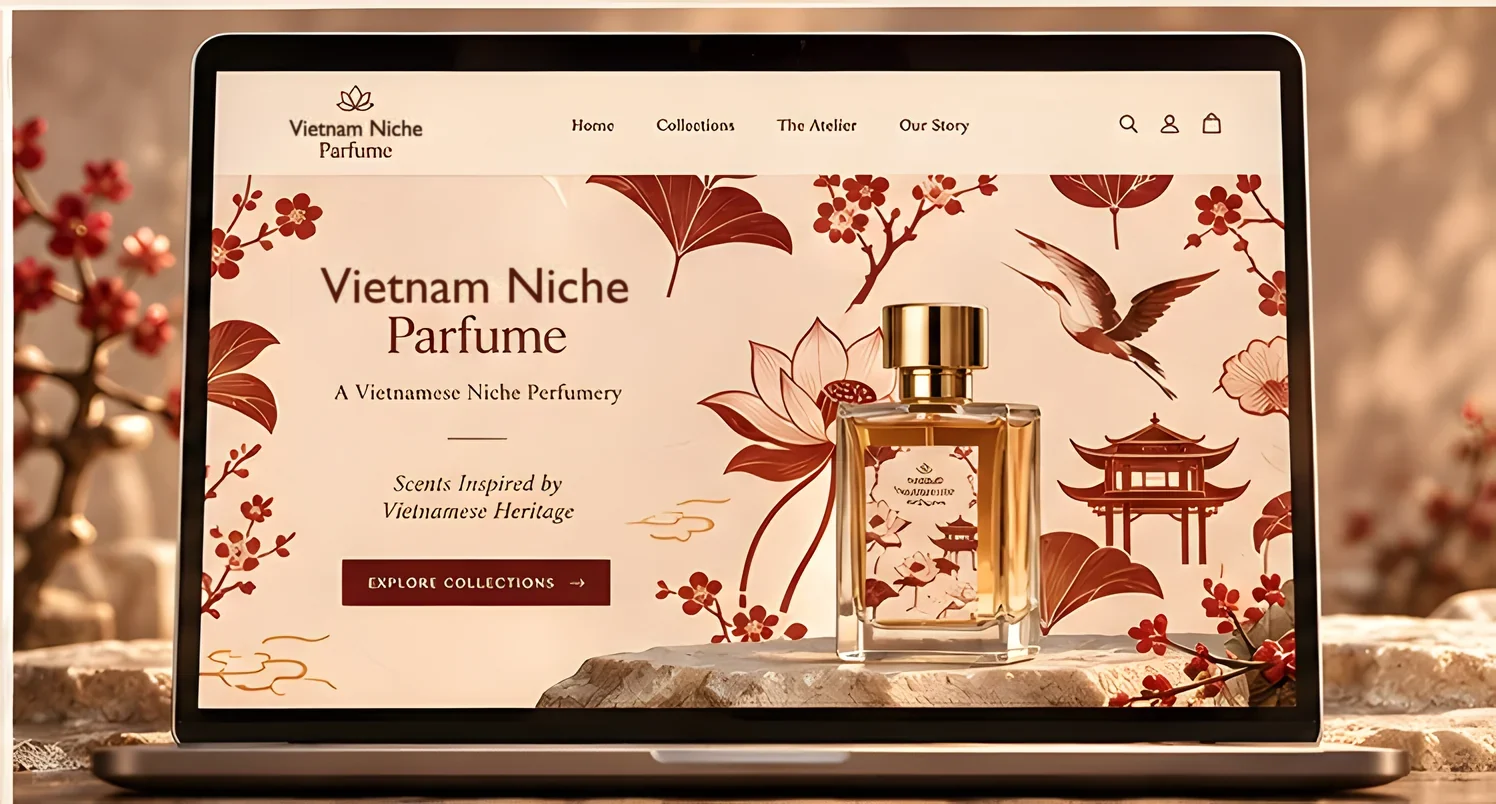 Vietnam Niche
Parfume
Home
Collections
The Atelier
Our Story
Vietnam Niche
Parfume
A Vietnamese Niche Perfumery
Scents Inspired by
Vietnamese Heritage
EXPLORE COLLECTIONS →